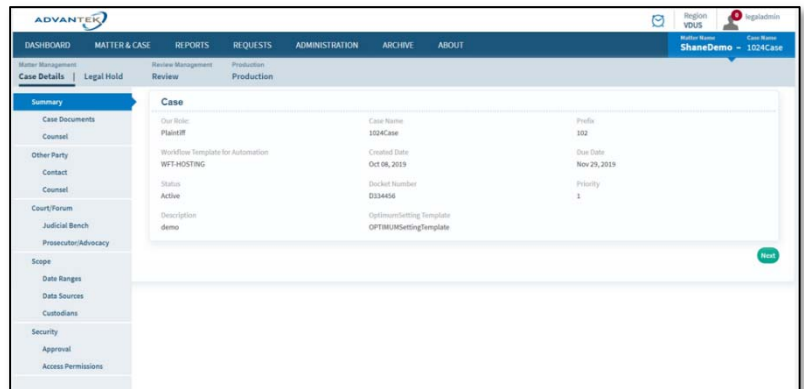 ADVANTEK
Region
VDUS
0
legaladmin
DASHBOARD MATTER & CASE REPORTS REQUESTS ADMINISTRATION ARCHIVE ABOUT
Matter Name Case Name
ShaneDemo - 1024Case
Matter Management Review Management Production
Case Details | Legal Hold Review Production
Summary
Case Documents
Counsel
Other Party
Contact
Counsel
Court/Forum
Judicial Bench
Prosecutor/Advocacy
Scope
Date Ranges
Data Sources
Custodians
Security
Approval
Access Permissions
Case
Our Role: Case Name Prefix
Plaintiff 1024Case 102
Workflow Template for Automation Created Date Due Date
WFT-HOSTING Oct 08, 2019 Nov 29, 2019
Status Docket Number Priority
Active D334456 1
Description OptimumSetting Template
demo OPTIMUMSettingTemplate
Next